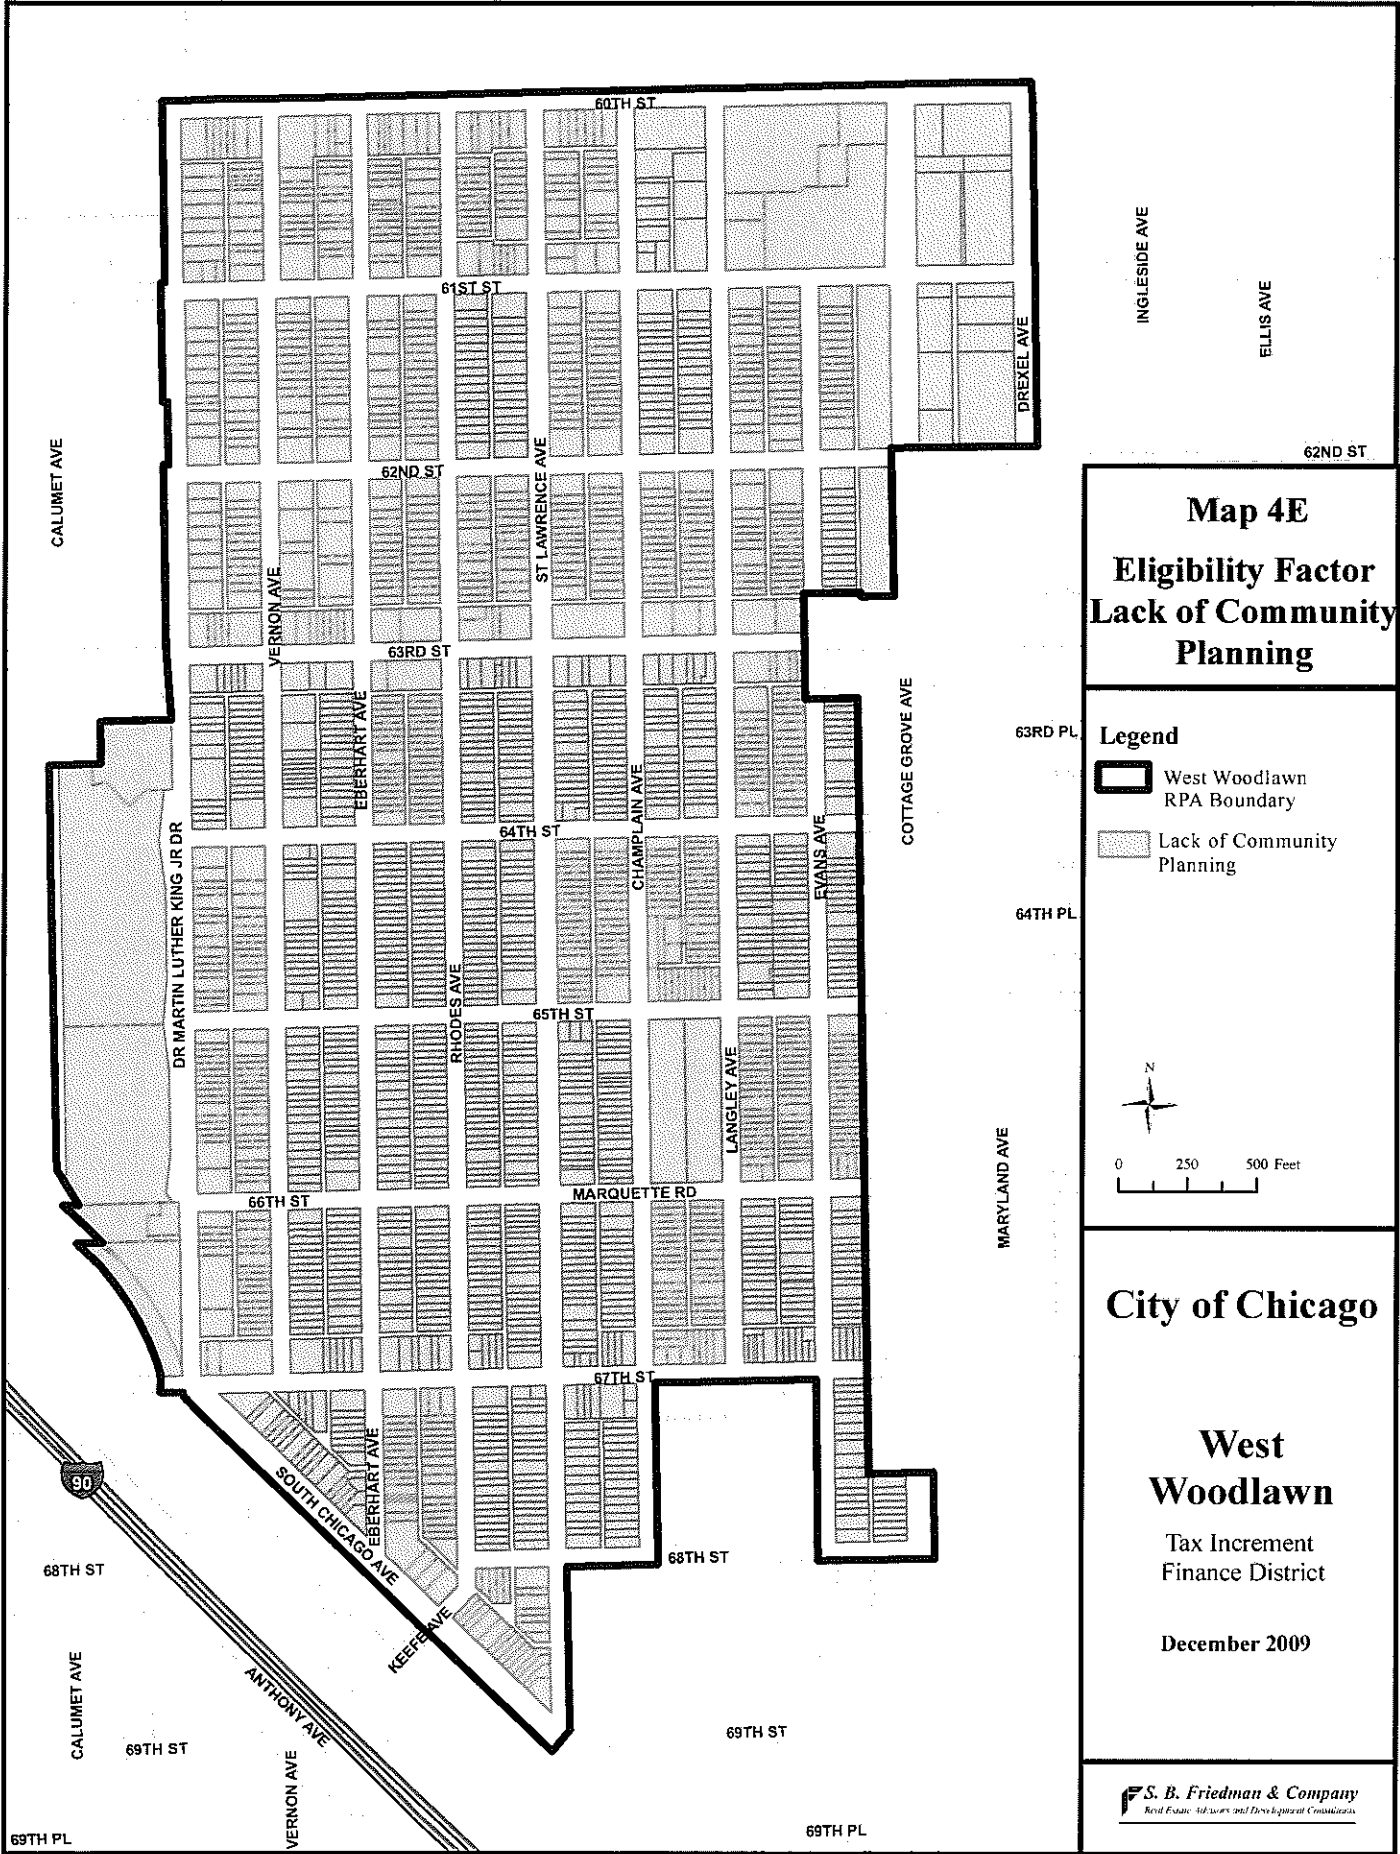 60TH ST
61ST ST
INGLESIDE AVE
ELLIS AVE
DREXEL AVE
CALUMET AVE
62ND ST
ST LAWRENCE AVE
62ND ST
VERNON AVE
63RD ST
EBERHART AVE
COTTAGE GROVE AVE
63RD PL
CHAMPLAIN AVE
64TH ST
EVANS AVE
DR MARTIN LUTHER KING JR DR
64TH PL
RHODES AVE
65TH ST
LANGLEY AVE
MARYLAND AVE
66TH ST
MARQUETTE RD
67TH ST
EBERHART AVE
SOUTH CHICAGO AVE
90
68TH ST
68TH ST
KEEFE AVE
CALUMET AVE
ANTHONY AVE
69TH ST
69TH ST
VERNON AVE
69TH PL
69TH PL
Map 4E
Eligibility Factor
Lack of Community
Planning
Legend
West Woodlawn
RPA Boundary
Lack of Community
Planning
N
0 250 500 Feet
City of Chicago
West
Woodlawn
Tax Increment
Finance District
December 2009
S. B. Friedman & Company
Real Estate Advisors and Development Consultants